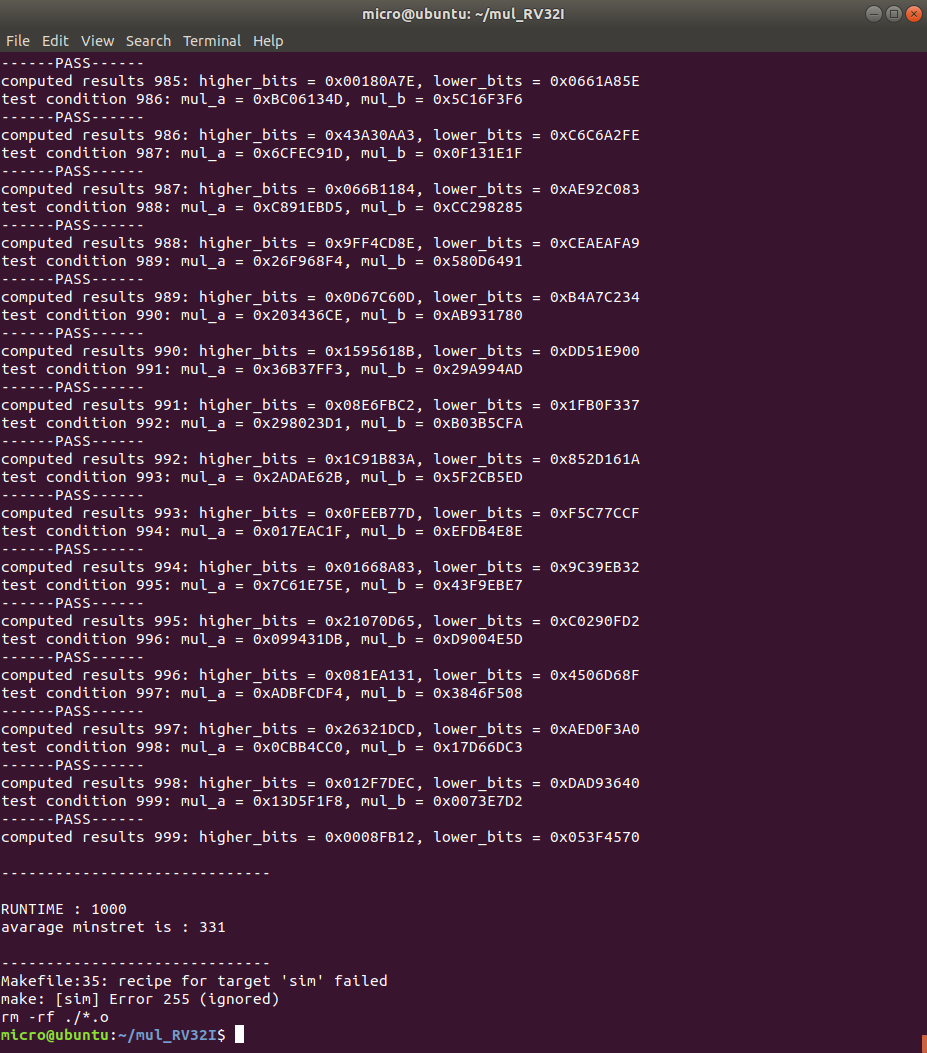 micro@ubuntu: ~/mul_RV32I
File Edit View Search Terminal Help
------PASS------
computed results 985: higher_bits = 0x00180A7E, lower_bits = 0x0661A85E
test condition 986: mul_a = 0xBC06134D, mul_b = 0x5C16F3F6
------PASS------
computed results 986: higher_bits = 0x43A30AA3, lower_bits = 0xC6C6A2FE
test condition 987: mul_a = 0x6CFEC91D, mul_b = 0x0F131E1F
------PASS------
computed results 987: higher_bits = 0x066B1184, lower_bits = 0xAE92C083
test condition 988: mul_a = 0xC891EBD5, mul_b = 0xCC298285
------PASS------
computed results 988: higher_bits = 0x9FF4CD8E, lower_bits = 0xCEAEAFA9
test condition 989: mul_a = 0x26F968F4, mul_b = 0x580D6491
------PASS------
computed results 989: higher_bits = 0x0D67C60D, lower_bits = 0xB4A7C234
test condition 990: mul_a = 0x203436CE, mul_b = 0xAB931780
------PASS------
computed results 990: higher_bits = 0x1595618B, lower_bits = 0xDD51E900
test condition 991: mul_a = 0x36B37FF3, mul_b = 0x29A994AD
------PASS------
computed results 991: higher_bits = 0x08E6FBC2, lower_bits = 0x1FB0F337
test condition 992: mul_a = 0x298023D1, mul_b = 0xB03B5CFA
------PASS------
computed results 992: higher_bits = 0x1C91B83A, lower_bits = 0x852D161A
test condition 993: mul_a = 0x2ADAE62B, mul_b = 0x5F2CB5ED
------PASS------
computed results 993: higher_bits = 0x0FEEB77D, lower_bits = 0xF5C77CCF
test condition 994: mul_a = 0x017EAC1F, mul_b = 0xEFDB4E8E
------PASS------
computed results 994: higher_bits = 0x01668A83, lower_bits = 0x9C39EB32
test condition 995: mul_a = 0x7C61E75E, mul_b = 0x43F9EBE7
------PASS------
computed results 995: higher_bits = 0x21070D65, lower_bits = 0xC0290FD2
test condition 996: mul_a = 0x099431DB, mul_b = 0xD9004E5D
------PASS------
computed results 996: higher_bits = 0x081EA131, lower_bits = 0x4506D68F
test condition 997: mul_a = 0xADBFCDF4, mul_b = 0x3846F508
------PASS------
computed results 997: higher_bits = 0x26321DCD, lower_bits = 0xAED0F3A0
test condition 998: mul_a = 0x0CBB4CC0, mul_b = 0x17D66DC3
------PASS------
computed results 998: higher_bits = 0x012F7DEC, lower_bits = 0xDAD93640
test condition 999: mul_a = 0x13D5F1F8, mul_b = 0x0073E7D2
------PASS------
computed results 999: higher_bits = 0x0008FB12, lower_bits = 0x053F4570
------------------------------
RUNTIME : 1000
avarage minstret is : 331
------------------------------
Makefile:35: recipe for target 'sim' failed
make: [sim] Error 255 (ignored)
rm -rf ./*.o
micro@ubuntu:~/mul_RV32I$